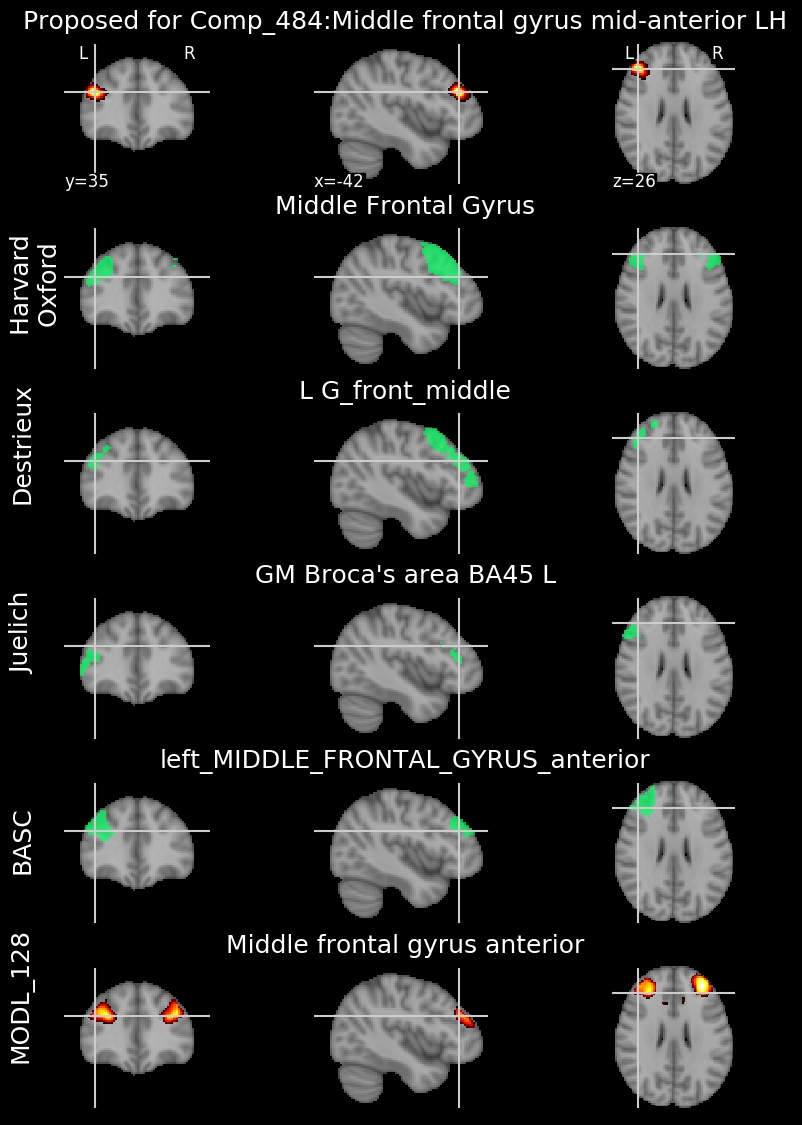 Proposed for Comp_484:Middle frontal gyrus mid-anterior LH
L R L R
y=35 x=-42 z=26
Middle Frontal Gyrus
Harvard
Oxford
L G_front_middle
Destrieux
GM Broca's area BA45 L
Juelich
left_MIDDLE_FRONTAL_GYRUS_anterior
BASC
Middle frontal gyrus anterior
MODL_128